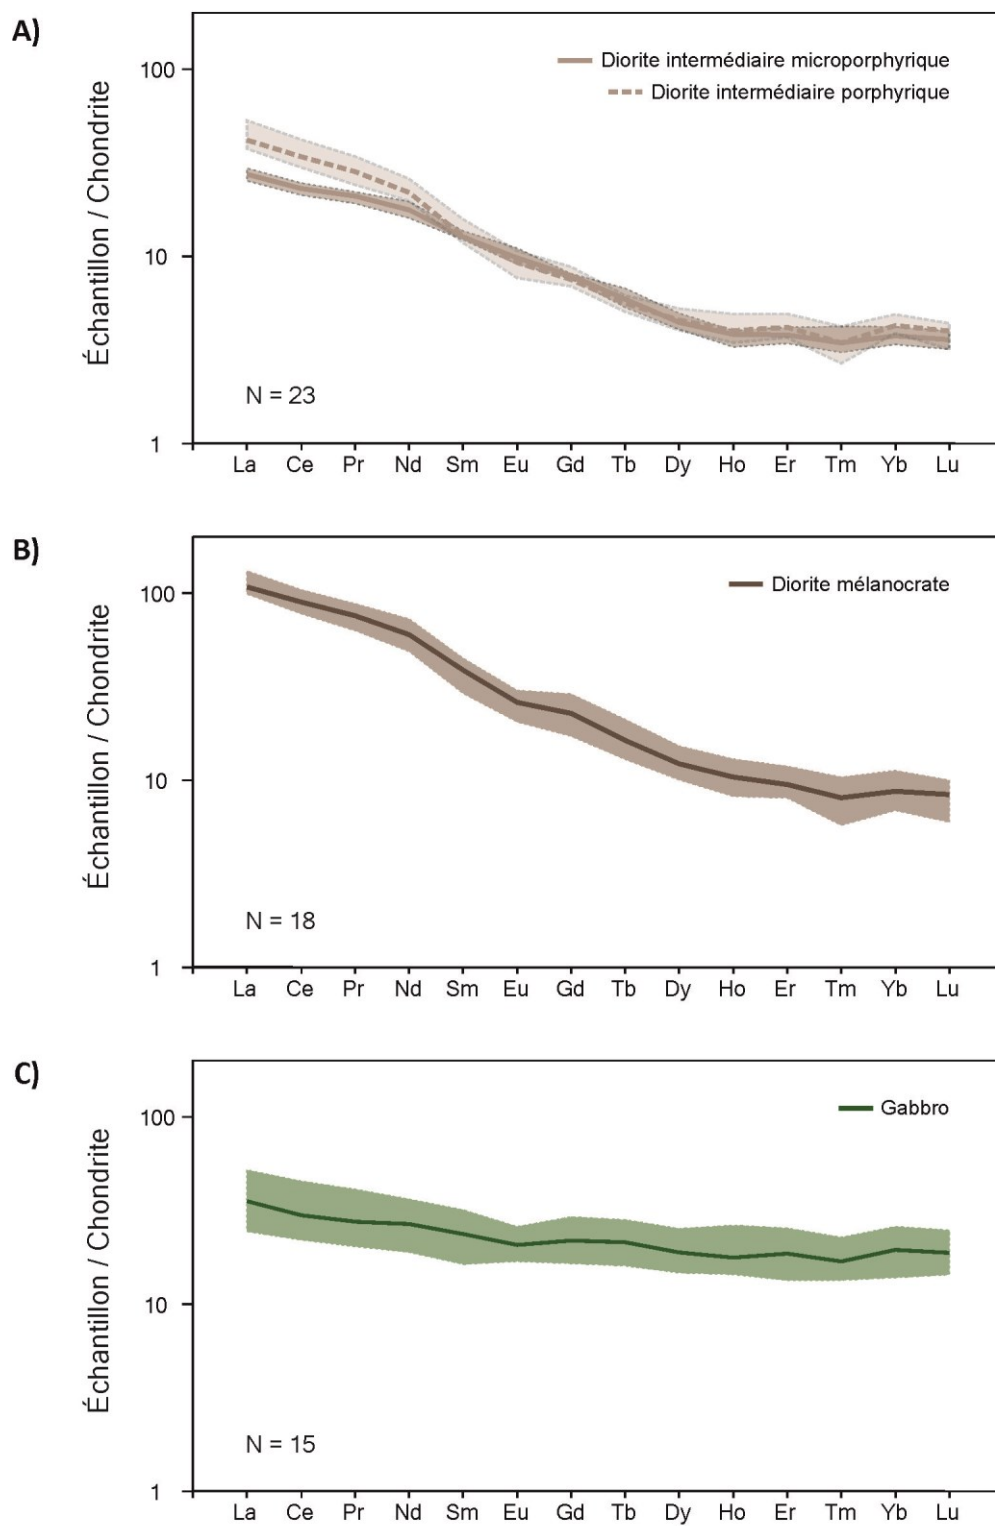 A)
Échantillon / Chondrite
100
10
1
Diorite intermédiaire microporphyrique
Diorite intermédiaire porphyrique
N = 23
La Ce Pr Nd Sm Eu Gd Tb Dy Ho Er Tm Yb Lu
B)
Échantillon / Chondrite
100
10
1
Diorite mélanocrate
N = 18
La Ce Pr Nd Sm Eu Gd Tb Dy Ho Er Tm Yb Lu
C)
Échantillon / Chondrite
100
10
1
Gabbro
N = 15
La Ce Pr Nd Sm Eu Gd Tb Dy Ho Er Tm Yb Lu